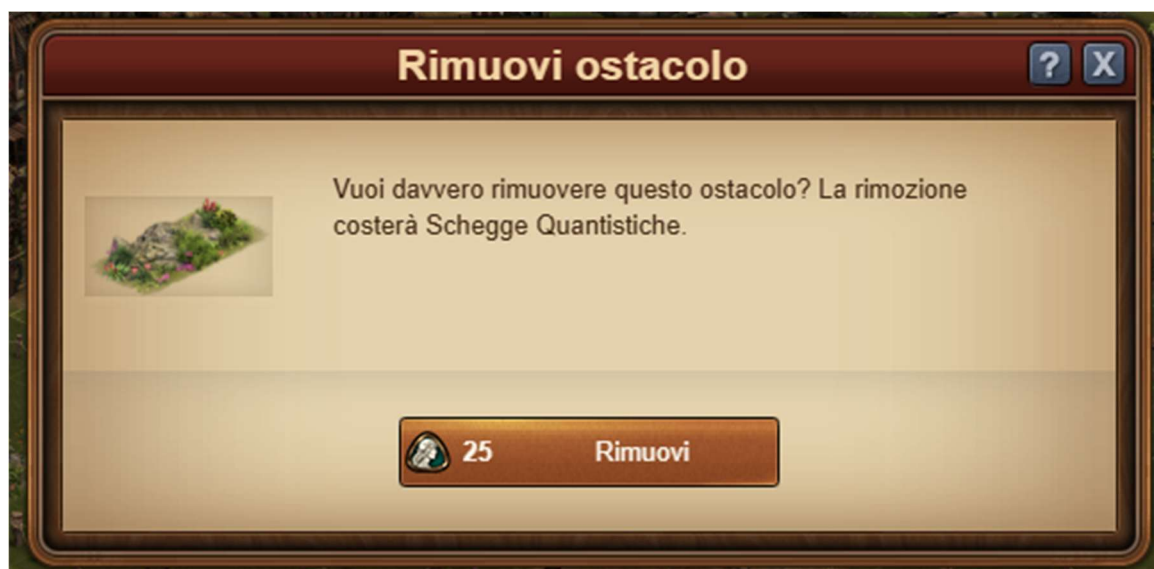 Rimuovi ostacolo
? X
Vuoi davvero rimuovere questo ostacolo? La rimozione
costerà Schegge Quantistiche.
25 Rimuovi